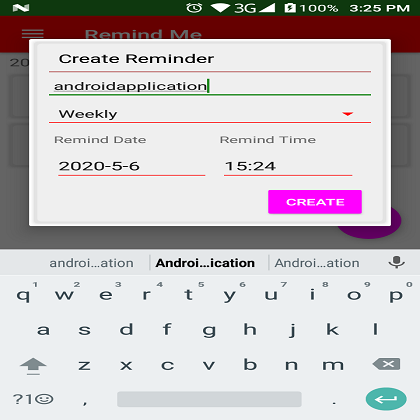 3G 100% 3:25 PM
Remind Me
20
Create Reminder
androidapplication
Weekly
Remind Date Remind Time
2020-5-6 15:24
CREATE
androi...ation Androi...ication Androi...ation
1 2 3 4 5 6 7 8 9 0
q w e r t y u i o p
a s d f g h j k l
z x c v b n m
?1☺ , .